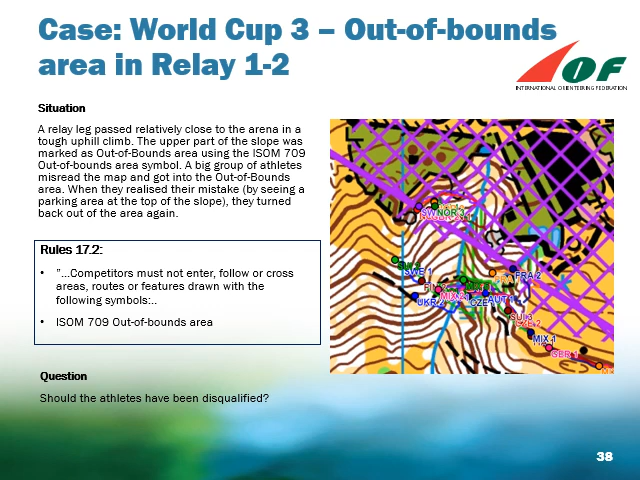 Case: World Cup 3 – Out-of-bounds
area in Relay 1-2
IOF
INTERNATIONAL ORIENTEERING FEDERATION
Situation
A relay leg passed relatively close to the arena in a
tough uphill climb. The upper part of the slope was
marked as Out-of-Bounds area using the ISOM 709
Out-of-bounds area symbol. A big group of athletes
misread the map and got into the Out-of-Bounds
area. When they realised their mistake (by seeing a
parking area at the top of the slope), they turned
back out of the area again.
Rules 17.2:
• "...Competitors must not enter, follow or cross
areas, routes or features drawn with the
following symbols:..
• ISOM 709 Out-of-bounds area
Question
Should the athletes have been disqualified?
NOR 3
SWE 1
FRA 2
UKR 2
MIX 2
CZE
AUT 1
SUI 3
CZE 2
MIX 1
GER 1
38